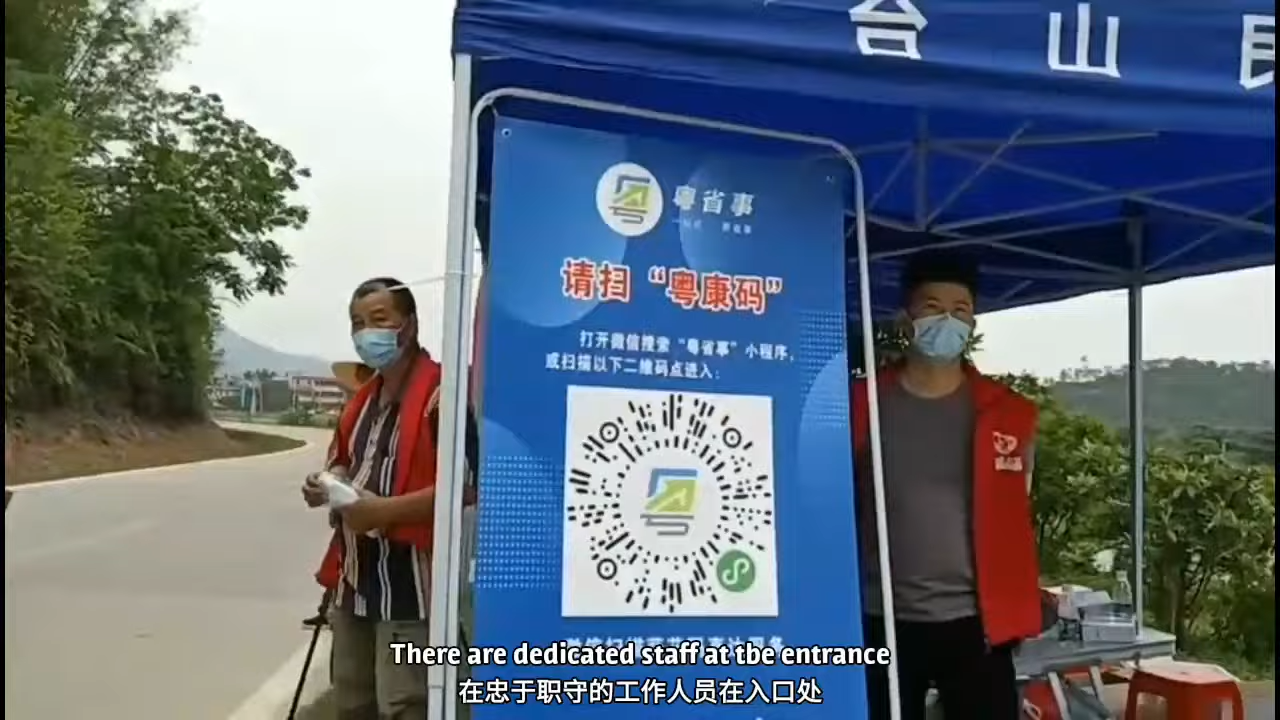 台山民
粤省事
请扫“粤康码”
打开微信搜索“粤省事”小程序，
或扫描以下二维码点进入：
There are dedicated staff at tbe entrance
在忠于职守的工作人员在入口处